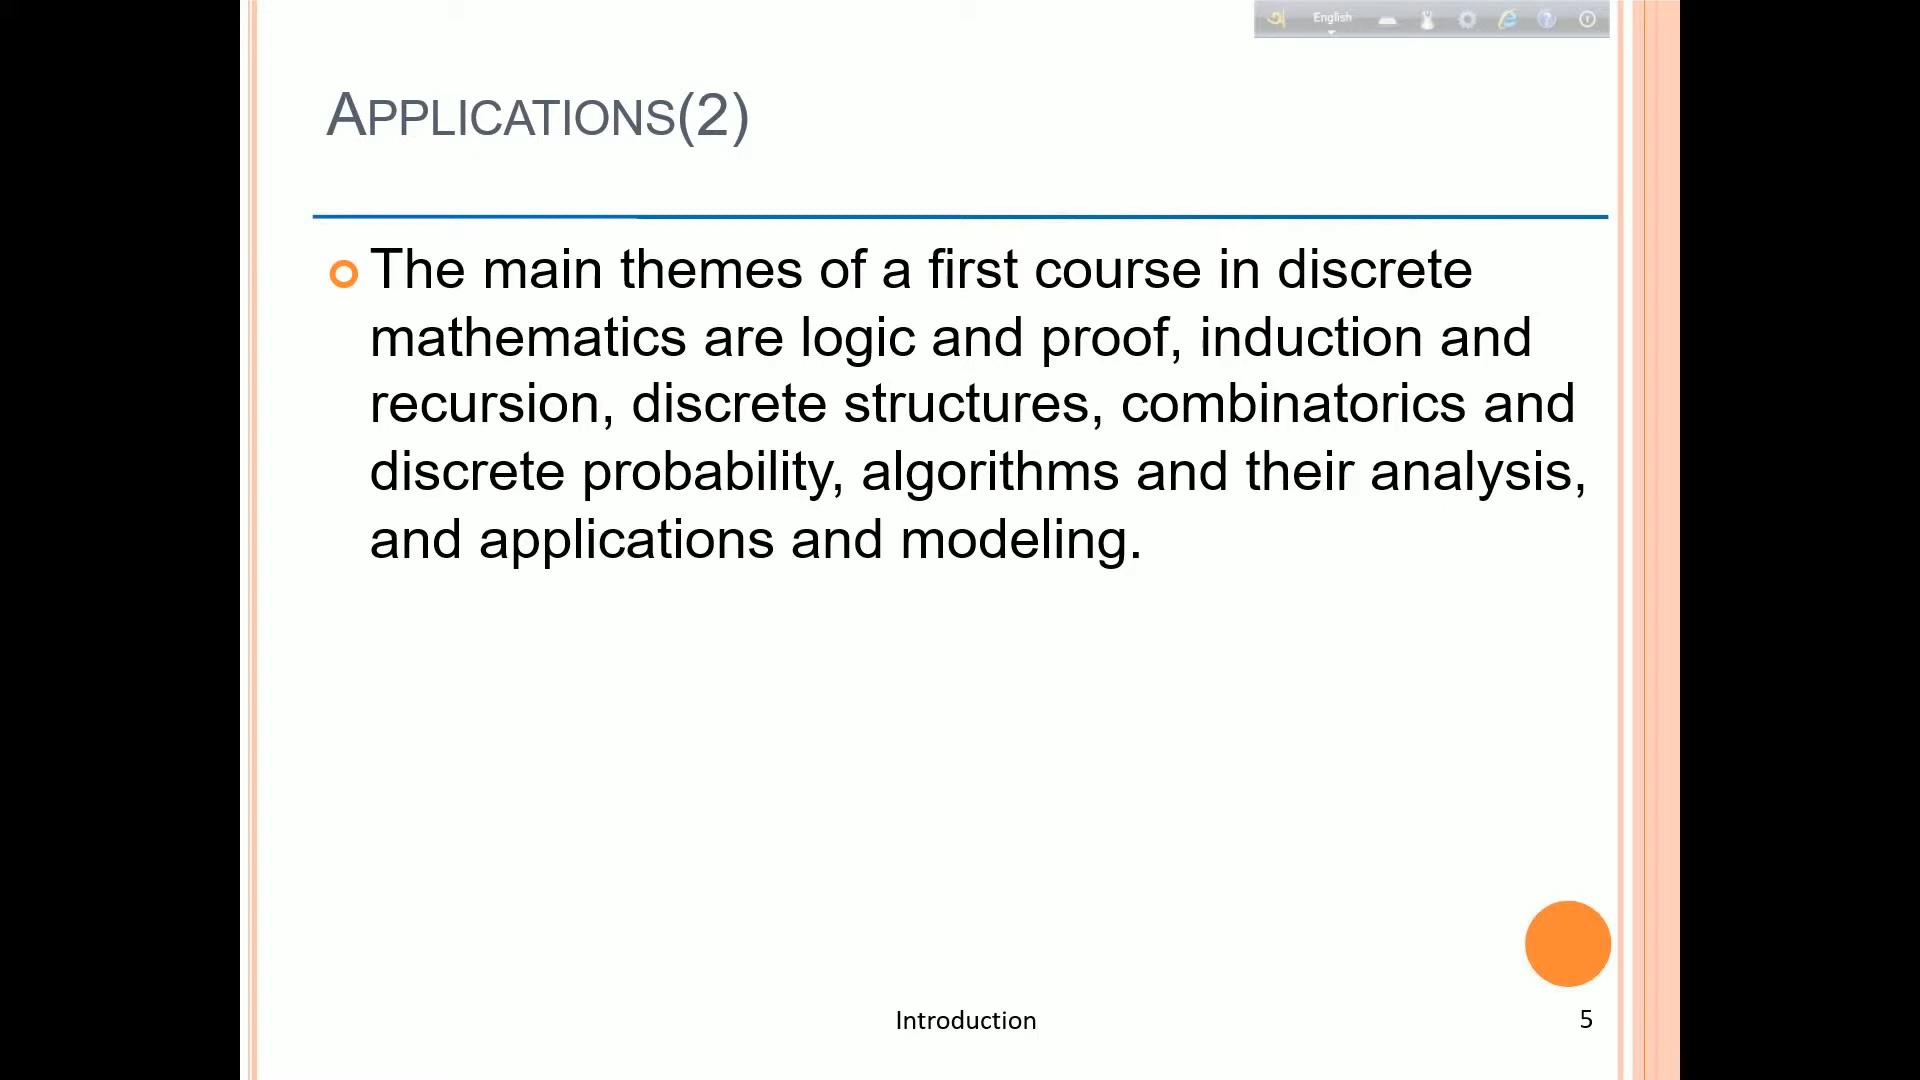 English
APPLICATIONS(2)
The main themes of a first course in discrete
mathematics are logic and proof, induction and
recursion, discrete structures, combinatorics and
discrete probability, algorithms and their analysis,
and applications and modeling.
Introduction
5